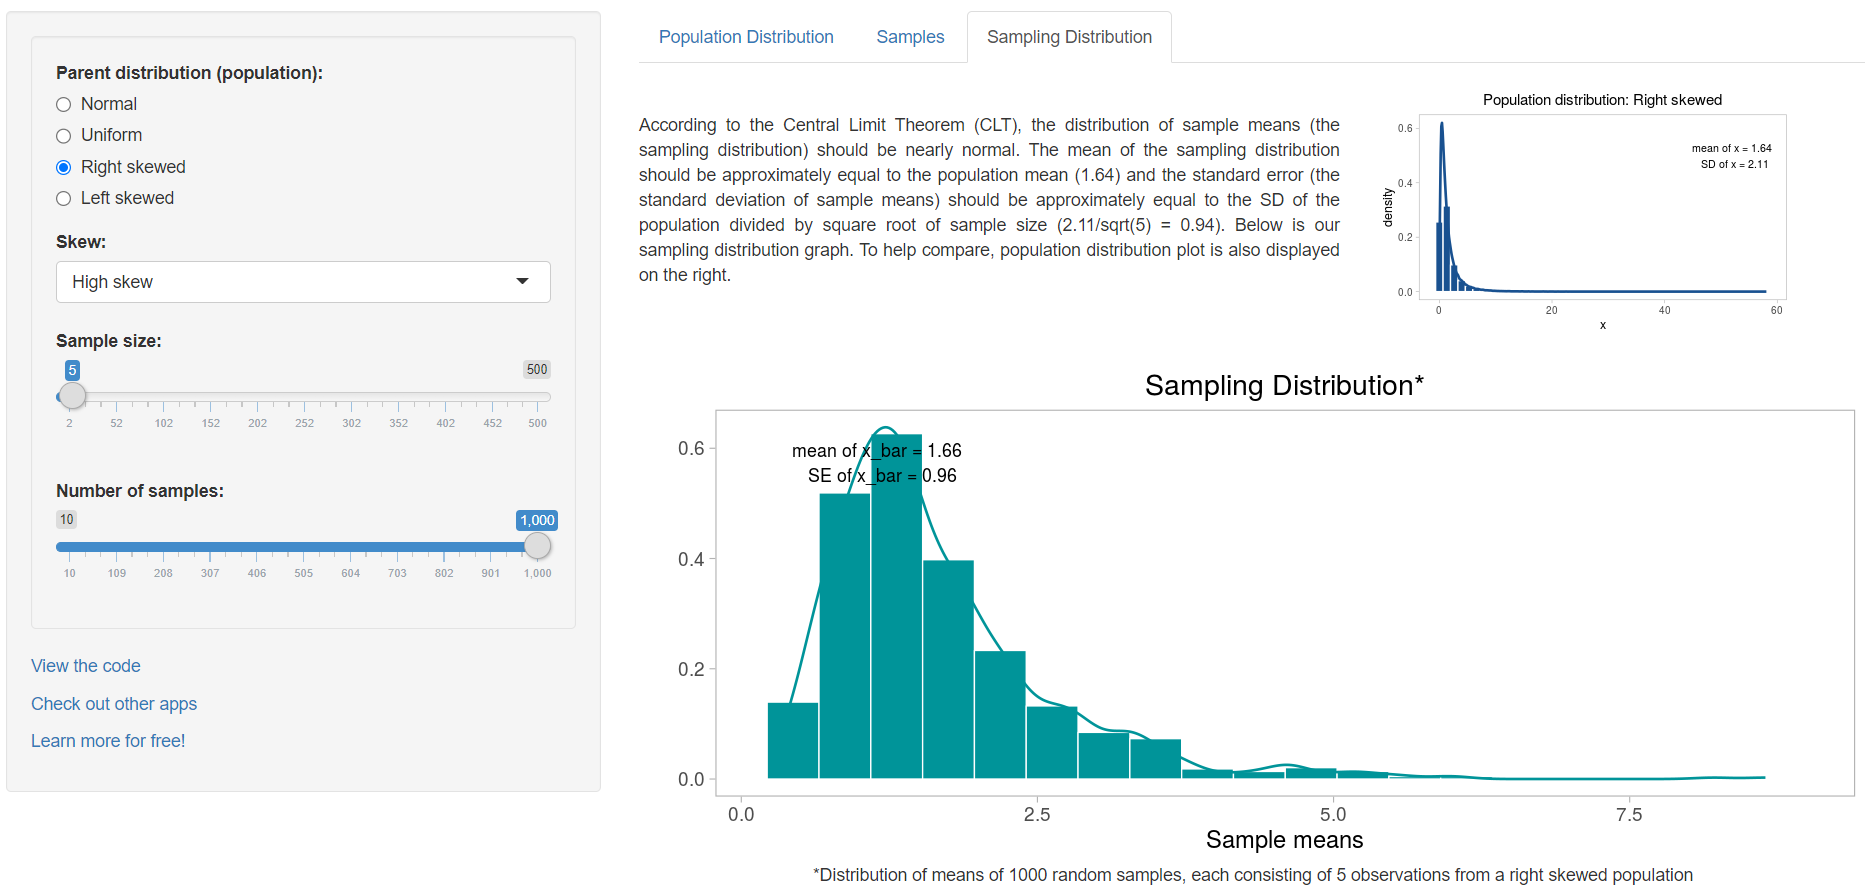 Parent distribution (population):
Normal
Uniform
Right skewed
Left skewed
Skew:
High skew
Sample size:
5
500
2 52 102 152 202 252 302 352 402 452 500
Number of samples:
10
1,000
10 109 208 307 406 505 604 703 802 901 1,000
View the code
Check out other apps
Learn more for free!
Population Distribution
Samples
Sampling Distribution
According to the Central Limit Theorem (CLT), the distribution of sample means (the
sampling distribution) should be nearly normal. The mean of the sampling distribution
should be approximately equal to the population mean (1.64) and the standard error (the
standard deviation of sample means) should be approximately equal to the SD of the
population divided by square root of sample size (2.11/sqrt(5) = 0.94). Below is our
sampling distribution graph. To help compare, population distribution plot is also displayed
on the right.
Population distribution: Right skewed
mean of x = 1.64
SD of x = 2.11
density
0.6
0.4
0.2
0.0
0 20 40 60
x
Sampling Distribution*
mean of x_bar = 1.66
SE of x_bar = 0.96
0.6
0.4
0.2
0.0
0.0 2.5 5.0 7.5
Sample means
*Distribution of means of 1000 random samples, each consisting of 5 observations from a right skewed population